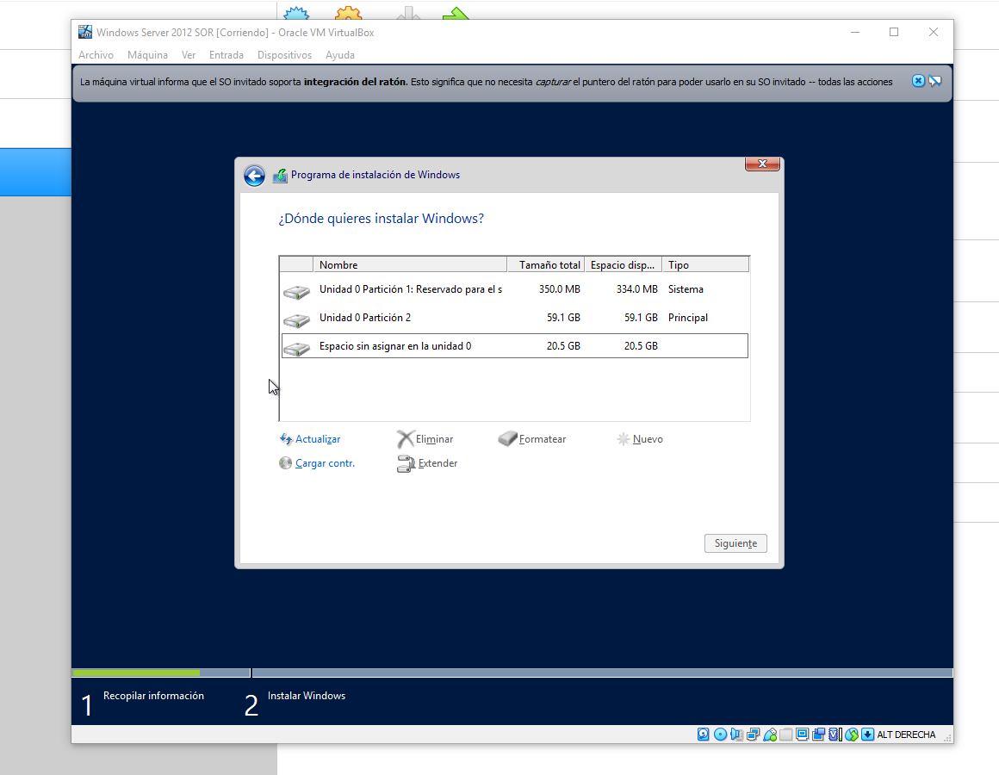 Windows Server 2012 SOR [Corriendo] - Oracle VM VirtualBox
Archivo Máquina Ver Entrada Dispositivos Ayuda
La máquina virtual informa que el SO invitado soporta integración del ratón. Esto significa que no necesita capturar el puntero del ratón para poder usarlo en su SO invitado -- todas las acciones
Programa de instalación de Windows
¿Dónde quieres instalar Windows?
Nombre Tamaño total Espacio disp... Tipo
Unidad 0 Partición 1: Reservado para el s 350.0 MB 334.0 MB Sistema
Unidad 0 Partición 2 59.1 GB 59.1 GB Principal
Espacio sin asignar en la unidad 0 20.5 GB 20.5 GB
Actualizar Eliminar Formatear Nuevo
Cargar contr. Extender
Siguiente
1 Recopilar información 2 Instalar Windows
ALT DERECHA